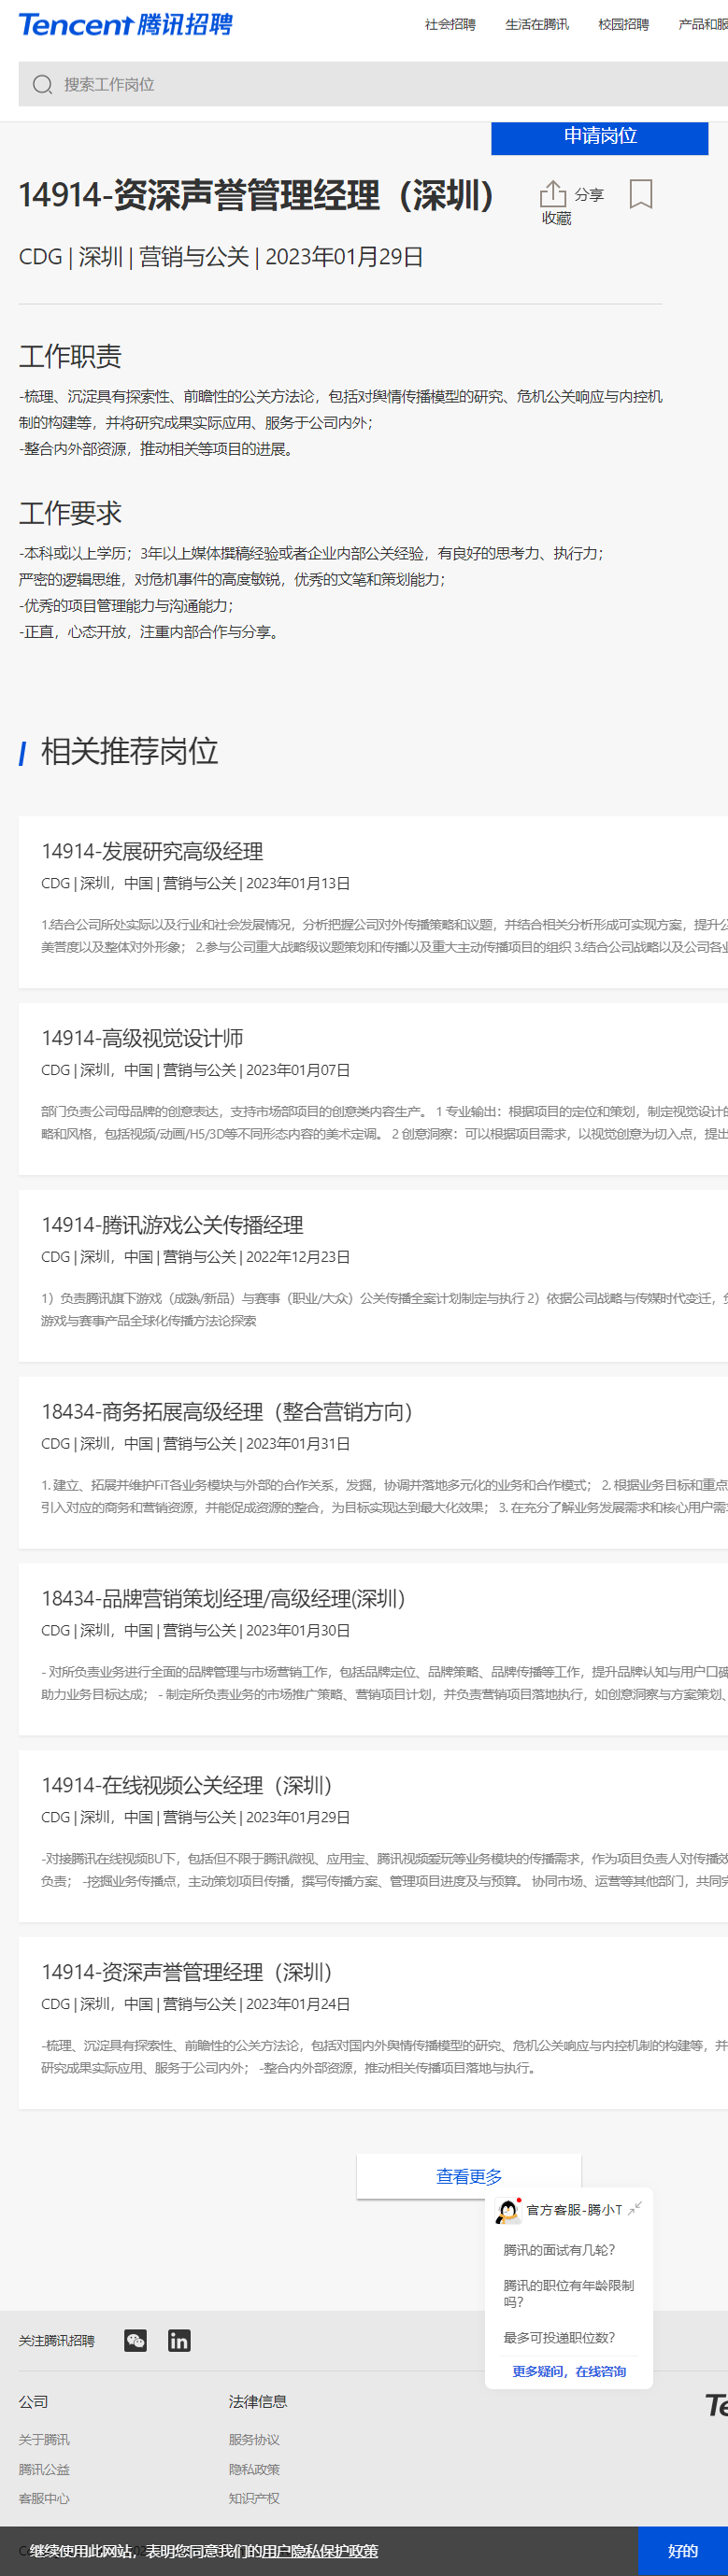 Tencent 腾讯招聘
社会招聘 生活在腾讯 校园招聘 产品和服
搜索工作岗位
申请岗位
14914-资深声誉管理经理（深圳）
分享
收藏
CDG | 深圳 | 营销与公关 | 2023年01月29日
工作职责
-梳理、沉淀具有探索性、前瞻性的公关方法论，包括对舆情传播模型的研究、危机公关响应与内控机
制的构建等，并将研究成果实际应用、服务于公司内外；
-整合内外部资源，推动相关等项目的进展。
工作要求
-本科或以上学历；3年以上媒体撰稿经验或者企业内部公关经验，有良好的思考力、执行力；
严密的逻辑思维，对危机事件的高度敏锐，优秀的文笔和策划能力；
-优秀的项目管理能力与沟通能力；
-正直，心态开放，注重内部合作与分享。
相关推荐岗位
14914-发展研究高级经理
CDG | 深圳，中国 | 营销与公关 | 2023年01月13日
1.结合公司所处实际以及行业和社会发展情况，分析把握公司对外传播策略和议题，并结合相关分析形成可实现方案，提升公
美誉度以及整体对外形象； 2.参与公司重大战略级议题策划和传播以及重大主动传播项目的组织 3.结合公司战略以及公司各业
14914-高级视觉设计师
CDG | 深圳，中国 | 营销与公关 | 2023年01月07日
部门负责公司母品牌的创意表达，支持市场部项目的创意类内容生产。 1 专业输出：根据项目的定位和策划，制定视觉设计的
略和风格，包括视频/动画/H5/3D等不同形态内容的美术定调。 2 创意洞察：可以根据项目需求，以视觉创意为切入点，提出
14914-腾讯游戏公关传播经理
CDG | 深圳，中国 | 营销与公关 | 2022年12月23日
1）负责腾讯旗下游戏（成熟/新品）与赛事（职业/大众）公关传播全案计划制定与执行 2）依据公司战略与传媒时代变迁，负
游戏与赛事产品全球化传播方法论探索
18434-商务拓展高级经理（整合营销方向）
CDG | 深圳，中国 | 营销与公关 | 2023年01月31日
1. 建立、拓展并维护FiT各业务模块与外部的合作关系，发掘，协调并落地多元化的业务和合作模式； 2. 根据业务目标和重点
引入对应的商务和营销资源，并能促成资源的整合，为目标实现达到最大化效果； 3. 在充分了解业务发展需求和核心用户需
18434-品牌营销策划经理/高级经理(深圳）
CDG | 深圳，中国 | 营销与公关 | 2023年01月30日
- 对所负责业务进行全面的品牌管理与市场营销工作，包括品牌定位、品牌策略、品牌传播等工作，提升品牌认知与用户口碑
助力业务目标达成； - 制定所负责业务的市场推广策略、营销项目计划，并负责营销项目落地执行，如创意洞察与方案策划、
14914-在线视频公关经理（深圳）
CDG | 深圳，中国 | 营销与公关 | 2023年01月29日
-对接腾讯在线视频BU下，包括但不限于腾讯微视、应用宝、腾讯视频爱玩等业务模块的传播需求，作为项目负责人对传播效
负责； -挖掘业务传播点，主动策划项目传播，撰写传播方案、管理项目进度及与预算。 协同市场、运营等其他部门，共同完
14914-资深声誉管理经理（深圳）
CDG | 深圳，中国 | 营销与公关 | 2023年01月24日
-梳理、沉淀具有探索性、前瞻性的公关方法论，包括对国内外舆情传播模型的研究、危机公关响应与内控机制的构建等，并
研究成果实际应用、服务于公司内外； -整合内外部资源，推动相关传播项目落地与执行。
查看更多
官方客服-腾小T
腾讯的面试有几轮？
腾讯的职位有年龄限制
吗？
最多可投递职位数？
更多疑问，在线咨询
关注腾讯招聘
公司 法律信息
Te
关于腾讯 服务协议
腾讯公益 隐私政策
客服中心 知识产权
继续使用此网站，表明您同意我们的用户隐私保护政策
好的